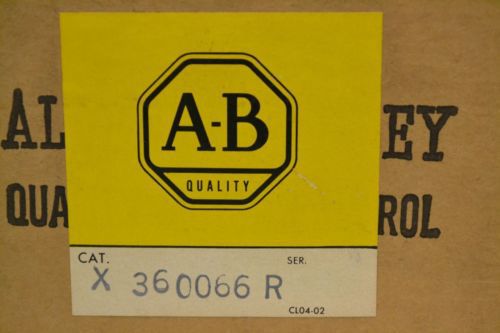 AL EY
A-B
QUALITY
QUA ROL
CAT. SER.
X 360066 R
CL04-02